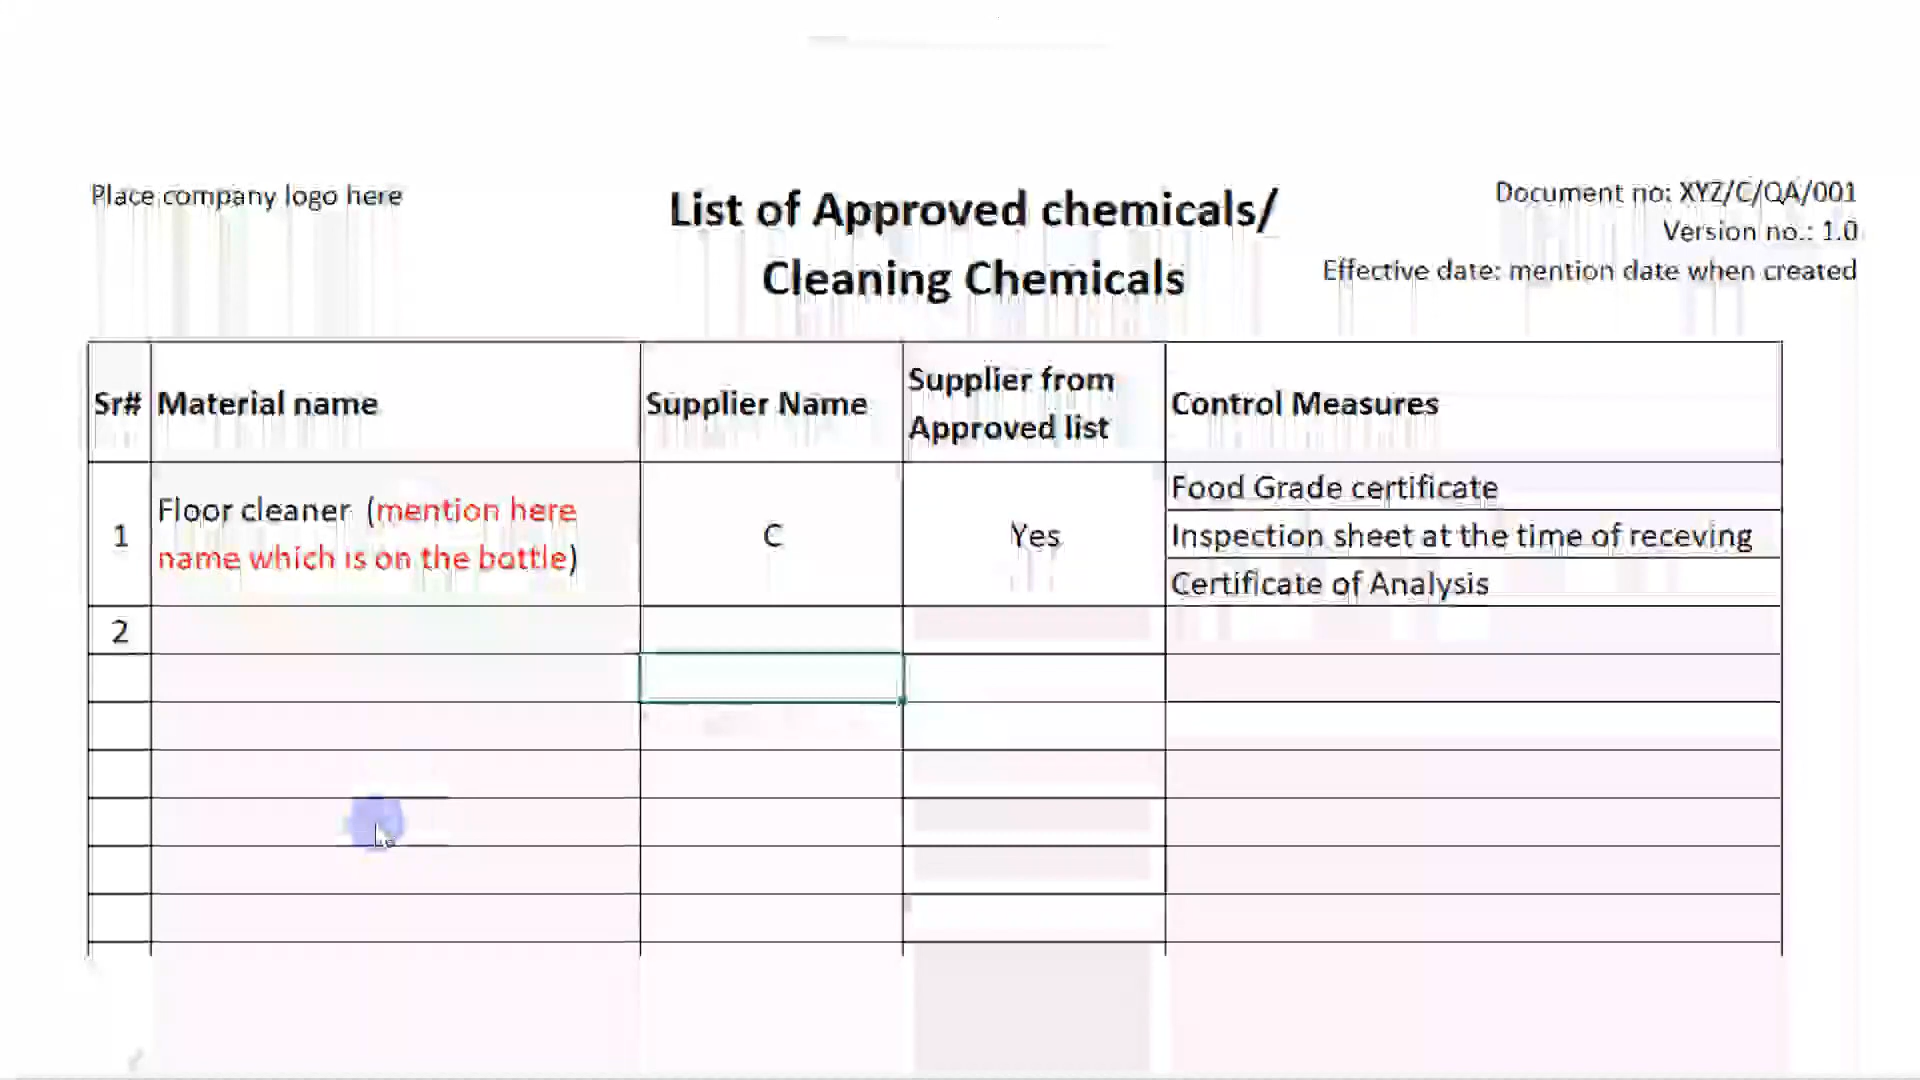 Place company logo here
List of Approved chemicals/
Cleaning Chemicals
Document no: XYZ/C/QA/001
Version no.: 1.0
Effective date: mention date when created
Sr#
Material name
Supplier Name
Supplier from
Approved list
Control Measures
1
Floor cleaner (mention here
name which is on the bottle)
C
Yes
Food Grade certificate
Inspection sheet at the time of receving
Certificate of Analysis
2